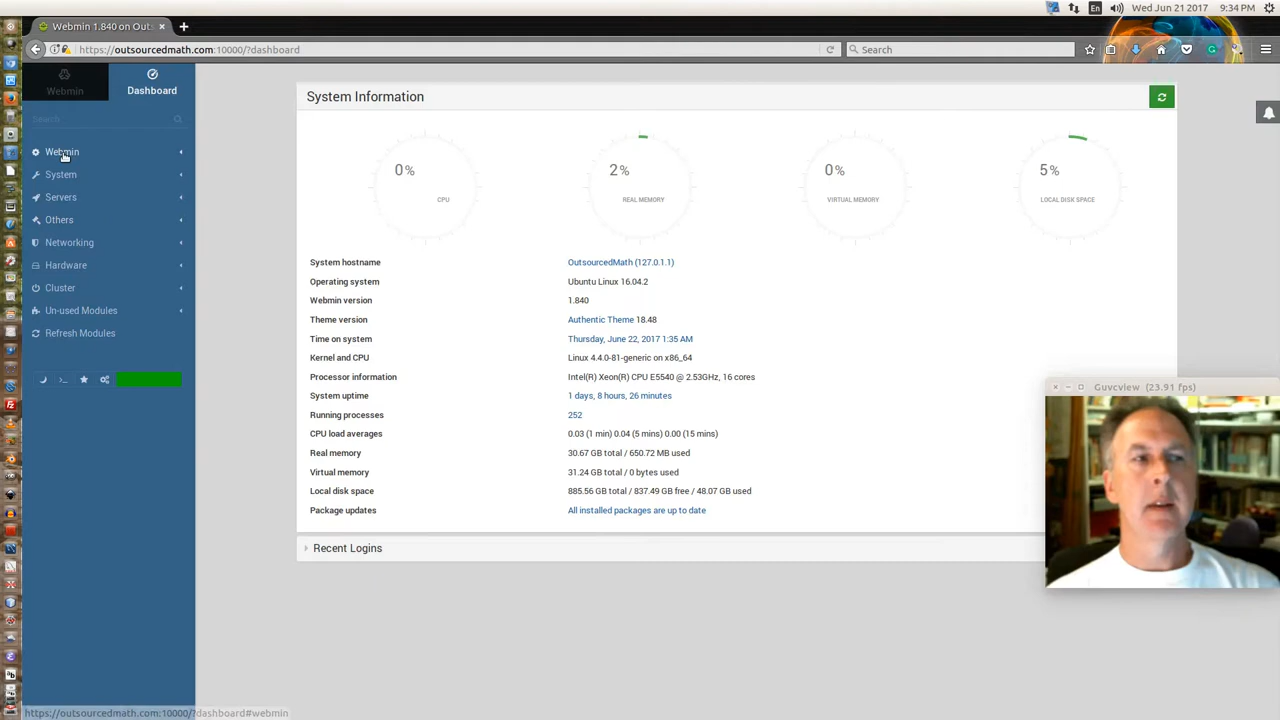 En
Wed Jun 21 2017
9:34 PM
Webmin 1.840 on Out
https://outsourcedmath.com:10000/?dashboard
Search
Webmin
Dashboard
Search
Webmin
System
Servers
Others
Networking
Hardware
Cluster
Un-used Modules
Refresh Modules
System Information
0%
CPU
2%
REAL MEMORY
0%
VIRTUAL MEMORY
5%
LOCAL DISK SPACE
System hostname OutsourcedMath (127.0.1.1)
Operating system Ubuntu Linux 16.04.2
Webmin version 1.840
Theme version Authentic Theme 18.48
Time on system Thursday, June 22, 2017 1:35 AM
Kernel and CPU Linux 4.4.0-81-generic on x86_64
Processor information Intel(R) Xeon(R) CPU E5540 @ 2.53GHz, 16 cores
System uptime 1 days, 8 hours, 26 minutes
Running processes 252
CPU load averages 0.03 (1 min) 0.04 (5 mins) 0.00 (15 mins)
Real memory 30.67 GB total / 650.72 MB used
Virtual memory 31.24 GB total / 0 bytes used
Local disk space 885.56 GB total / 837.49 GB free / 48.07 GB used
Package updates All installed packages are up to date
Recent Logins
Guvcview (23.91 fps)
https://outsourcedmath.com:10000/?dashboard#webmin